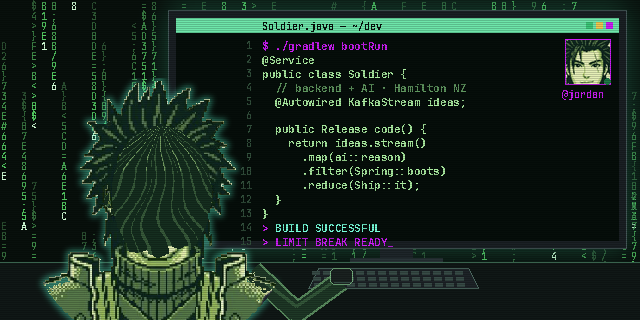 Soldier.java — ~/dev
1 $ ./gradlew bootRun
2 @Service
3 public class Soldier {
4 // backend + AI · Hamilton NZ
5 @Autowired KafkaStream ideas;
6
7 public Release code() {
8 return ideas.stream()
9 .map(ai::reason)
10 .filter(Spring::boots)
11 .reduce(Ship::it);
12 }
13 }
14 > BUILD SUCCESSFUL
15 > LIMIT BREAK READY_
@jordan